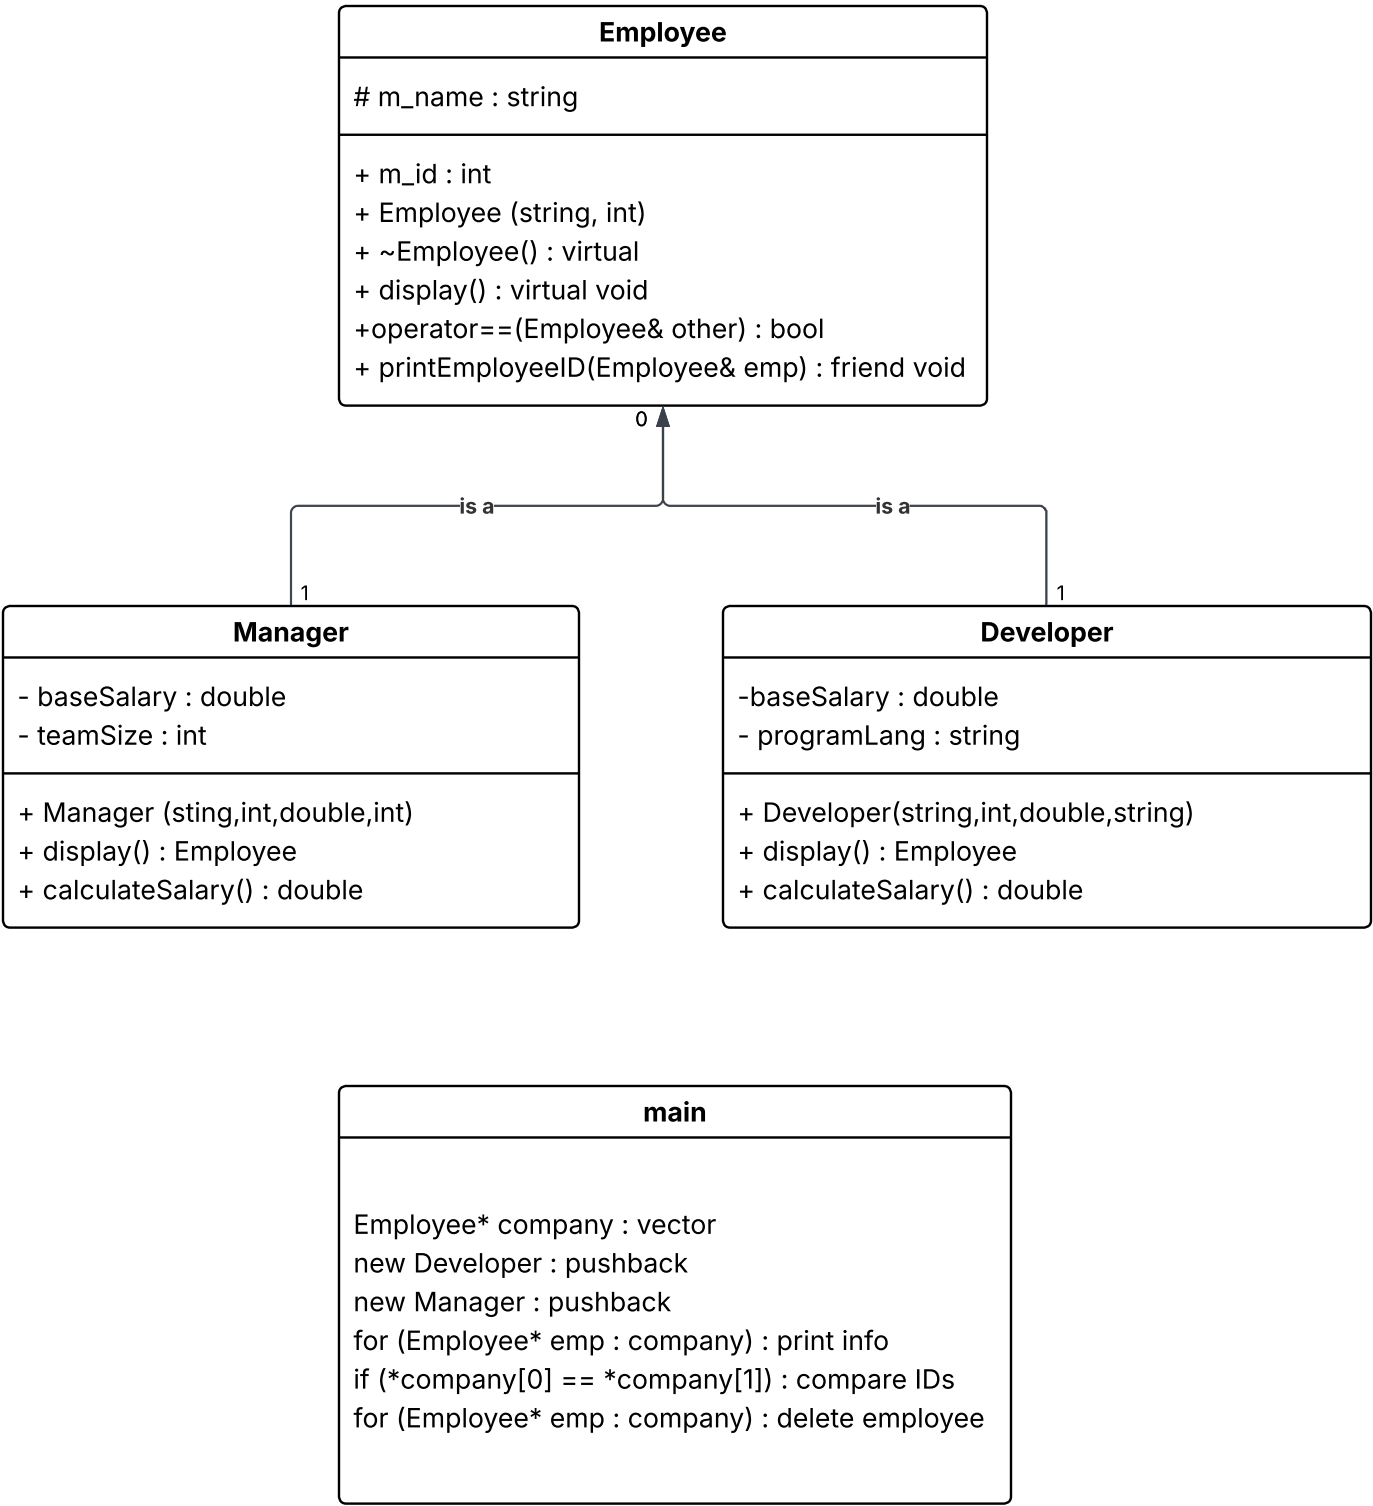 Employee
# m_name : string
+ m_id : int
+ Employee (string, int)
+ ~Employee() : virtual
+ display() : virtual void
+operator==(Employee& other) : bool
+ printEmployeeID(Employee& emp) : friend void
0
is a
is a
1
1
Manager
- baseSalary : double
- teamSize : int
+ Manager (sting,int,double,int)
+ display() : Employee
+ calculateSalary() : double
Developer
-baseSalary : double
- programLang : string
+ Developer(string,int,double,string)
+ display() : Employee
+ calculateSalary() : double
main
Employee* company : vector
new Developer : pushback
new Manager : pushback
for (Employee* emp : company) : print info
if (*company[0] == *company[1]) : compare IDs
for (Employee* emp : company) : delete employee